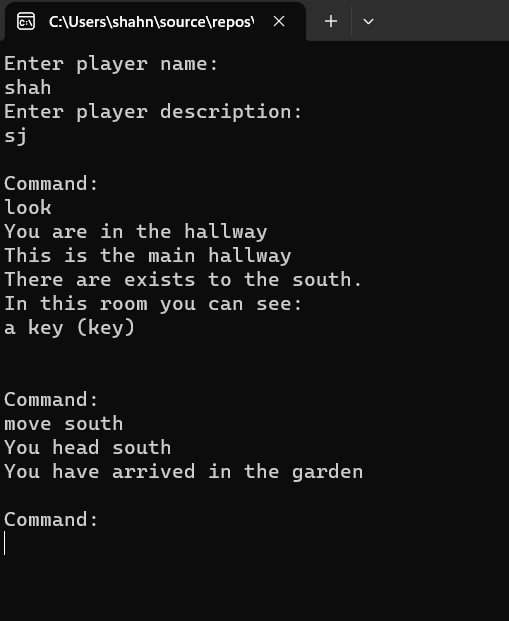 C:\Users\shahn\source\repos\
Enter player name:
shah
Enter player description:
sj
Command:
look
You are in the hallway
This is the main hallway
There are exists to the south.
In this room you can see:
a key (key)
Command:
move south
You head south
You have arrived in the garden
Command: